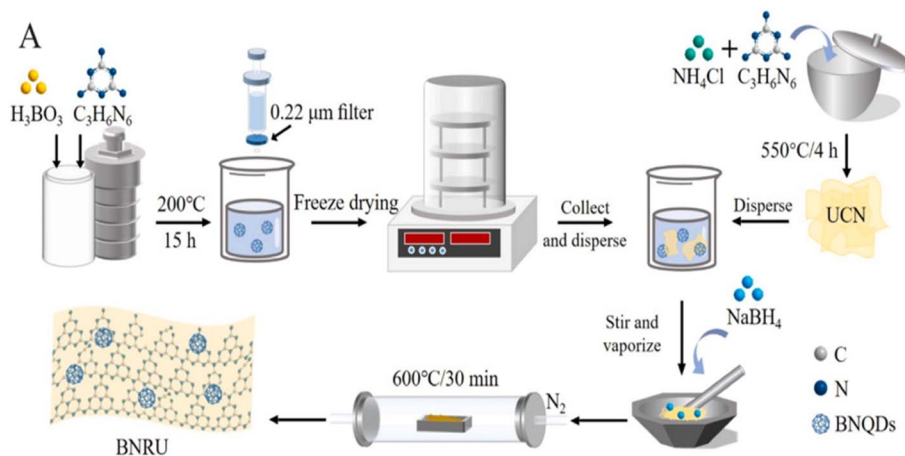 A
H₃BO₃
C₃H₆N₆
0.22 μm filter
200℃
15 h
Freeze drying
Collect
and disperse
NH₄Cl
+
C₃H₆N₆
550℃/4 h
UCN
Disperse
Stir and
vaporize
NaBH₄
N₂
600℃/30 min
BNRU
C
N
BNQDs